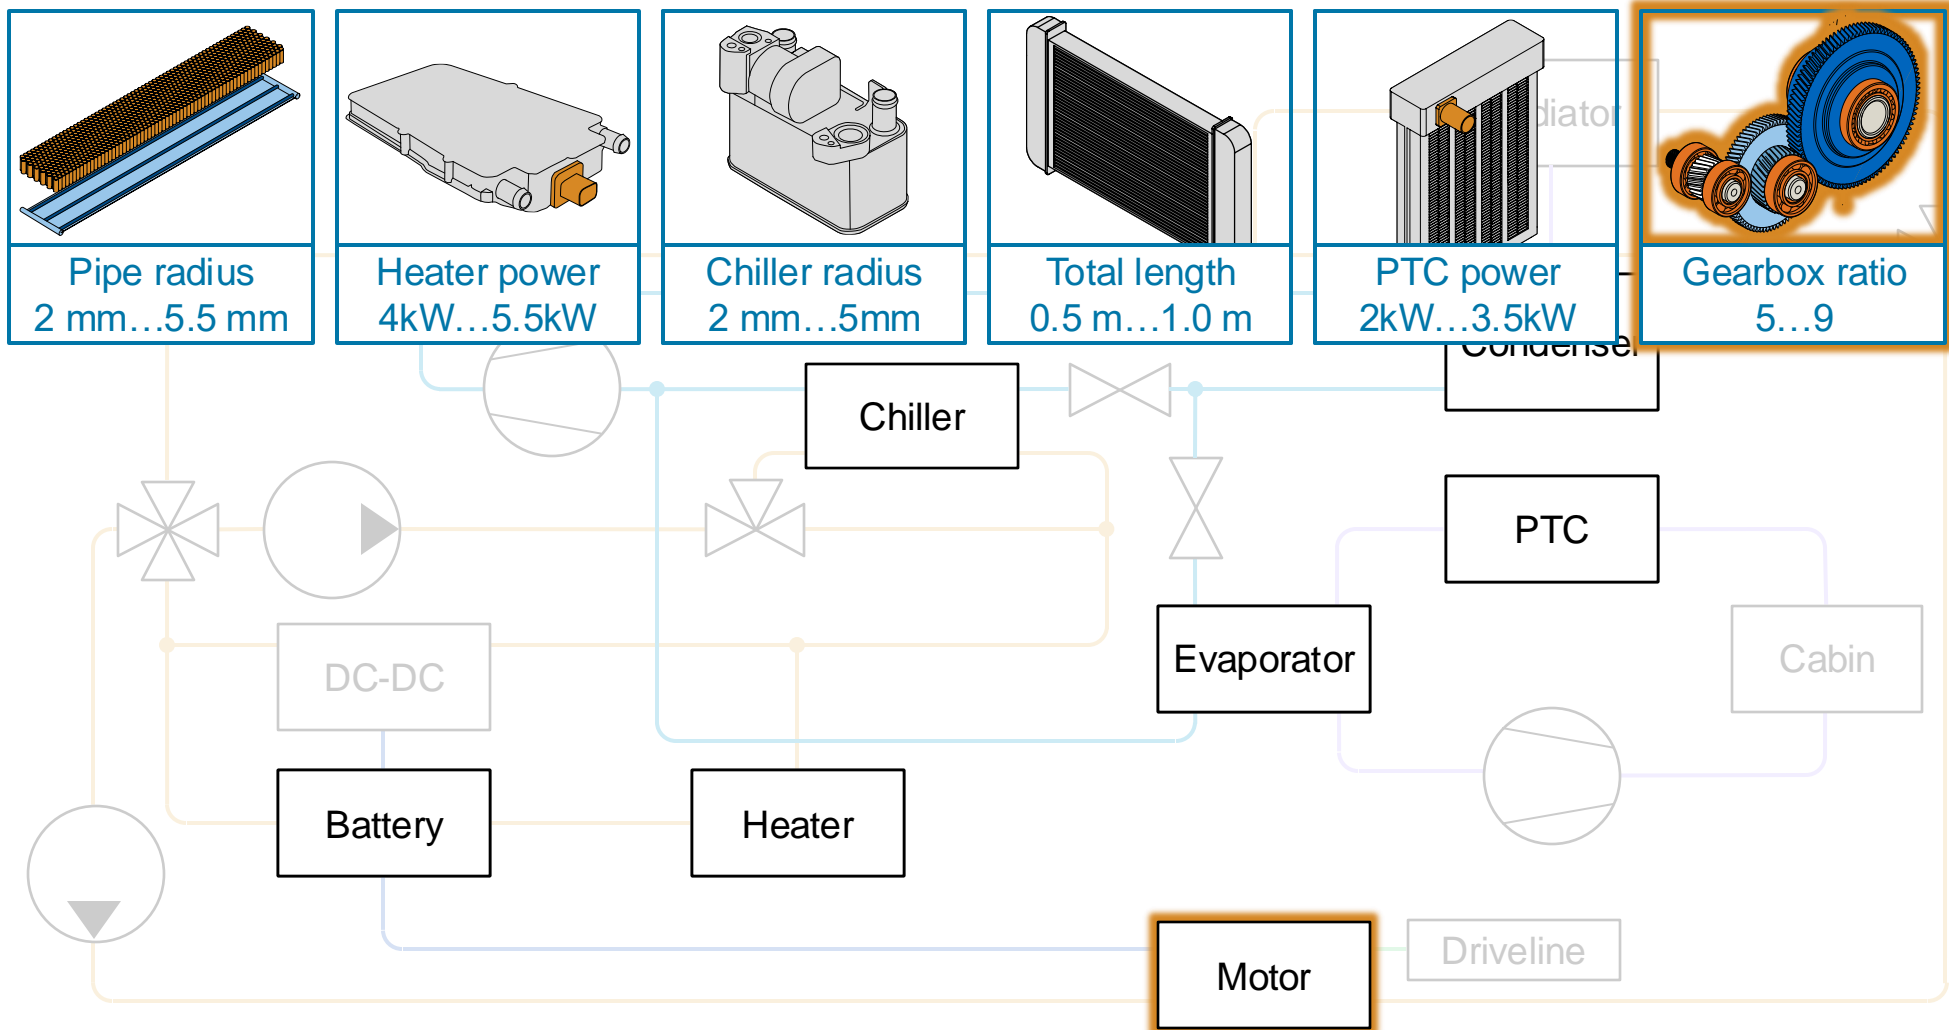 Pipe radius
2 mm…5.5 mm
Heater power
4kW…5.5kW
Chiller radius
2 mm…5mm
Total length
0.5 m…1.0 m
PTC power
2kW…3.5kW
Gearbox ratio
5…9
diator
Condenser
Chiller
PTC
Evaporator
Cabin
DC-DC
Battery
Heater
Driveline
Motor